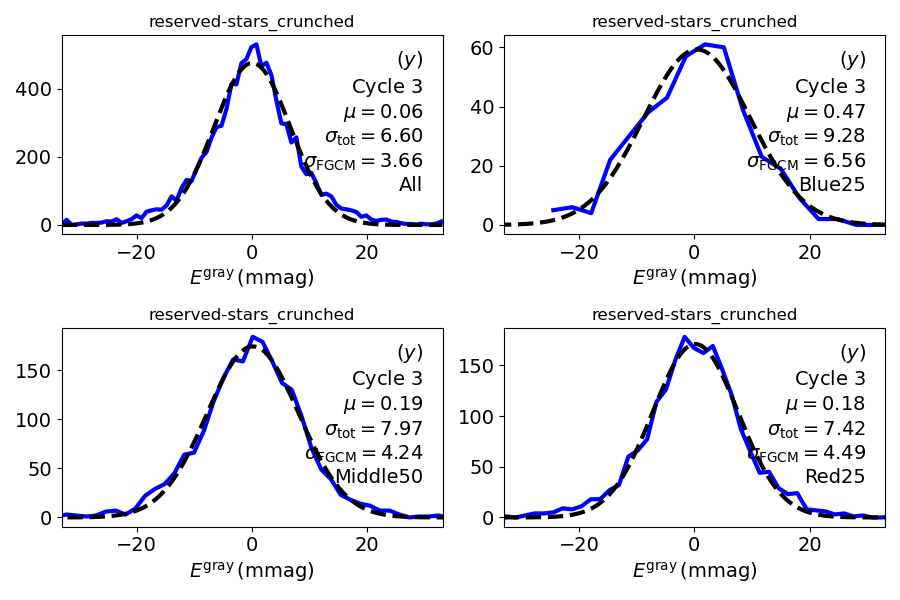 reserved-stars_crunched
(y)
Cycle 3
μ = 0.06
σtot = 6.60
σFGCM = 3.66
All
400
200
0
−20 0 20
Egray (mmag)
reserved-stars_crunched
(y)
Cycle 3
μ = 0.47
σtot = 9.28
σFGCM = 6.56
Blue25
60
40
20
0
−20 0 20
Egray (mmag)
reserved-stars_crunched
(y)
Cycle 3
μ = 0.19
σtot = 7.97
σFGCM = 4.24
Middle50
150
100
50
0
−20 0 20
Egray (mmag)
reserved-stars_crunched
(y)
Cycle 3
μ = 0.18
σtot = 7.42
σFGCM = 4.49
Red25
150
100
50
0
−20 0 20
Egray (mmag)